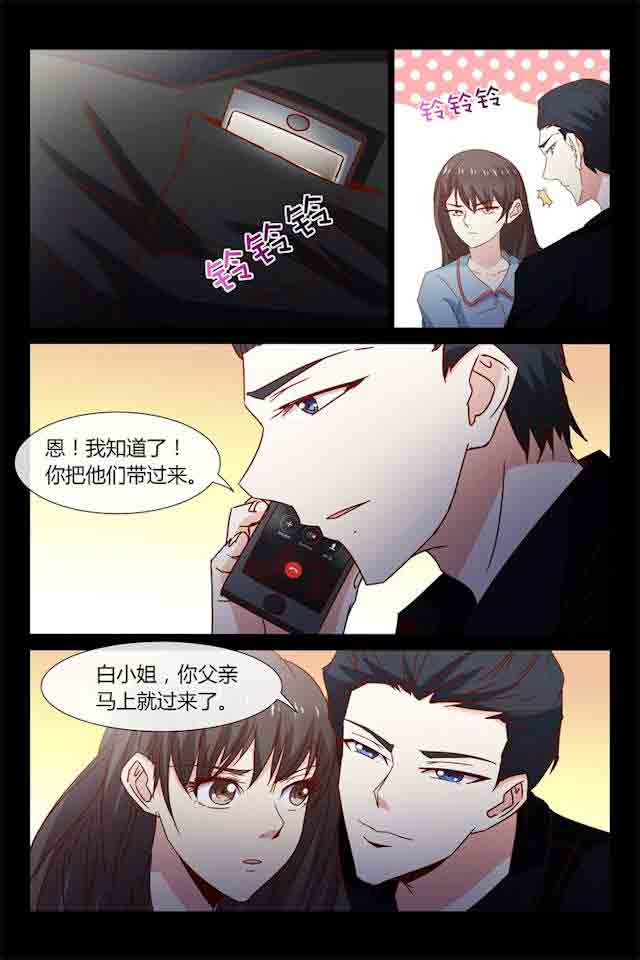 铃铃铃
铃铃铃
恩！我知道了！
你把他们带过来。
白小姐，你父亲
马上就过来了。